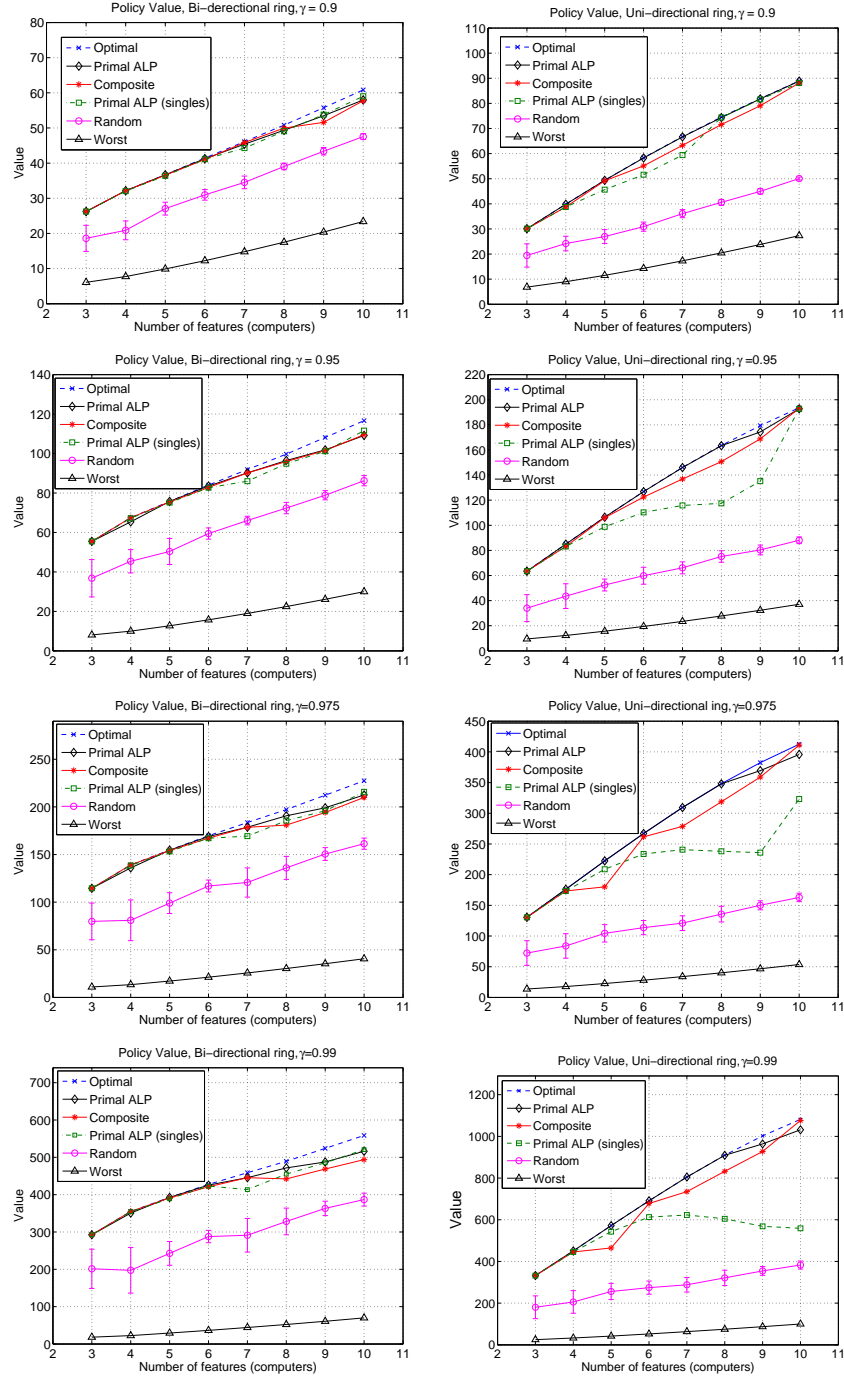 Policy Value, Bi−derectional ring, γ = 0.9
80
70
60
50
40
30
20
10
0
Value
Optimal
Primal ALP
Composite
Primal ALP (singles)
Random
Worst
2 3 4 5 6 7 8 9 10 11
Number of features (computers)
Policy Value, Uni−directional ring, γ = 0.9
110
100
90
80
70
60
50
40
30
20
10
0
Value
Optimal
Primal ALP
Composite
Primal ALP (singles)
Random
Worst
2 3 4 5 6 7 8 9 10 11
Number of features (computers)
Policy Value, Bi−directional ring, γ = 0.95
140
120
100
80
60
40
20
0
Value
Optimal
Primal ALP
Composite
Primal ALP (singles)
Random
Worst
2 3 4 5 6 7 8 9 10 11
Number of features (computers)
Policy Value, Uni−directional ring, γ =0.95
220
200
180
160
140
120
100
80
60
40
20
0
Value
Optimal
Primal ALP
Composite
Primal ALP (singles)
Random
Worst
2 3 4 5 6 7 8 9 10 11
Number of features (computers)
Policy Value, Bi−directional ring, γ=0.975
250
200
150
100
50
0
Value
Optimal
Primal ALP
Composite
Primal ALP (singles)
Random
Worst
2 3 4 5 6 7 8 9 10 11
Number of features (computers)
Policy Value, Uni−directional ing, γ =0.975
450
400
350
300
250
200
150
100
50
0
Value
Optimal
Primal ALP
Composite
Primal ALP (singles)
Random
Worst
2 3 4 5 6 7 8 9 10 11
Number of features (computers)
Policy Value, Bi−directional ring, γ=0.99
700
600
500
400
300
200
100
0
Value
Optimal
Primal ALP
Composite
Primal ALP (singles)
Random
Worst
2 3 4 5 6 7 8 9 10 11
Number of features (computers)
Policy Value, Uni−directional ring, γ=0.99
1200
1000
800
600
400
200
0
Value
Optimal
Primal ALP
Composite
Primal ALP (singles)
Random
Worst
2 3 4 5 6 7 8 9 10 11
Number of features (computers)